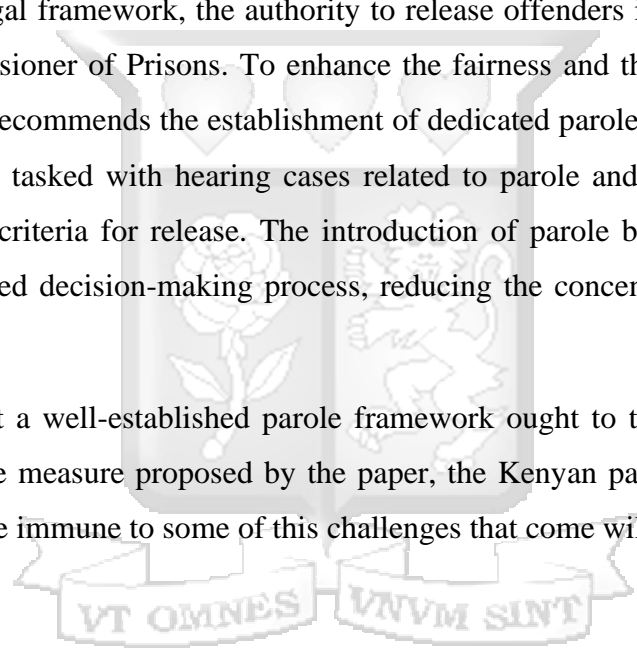 gal framework, the authority to release offenders i
sioner of Prisons. To enhance the fairness and th
ecommends the establishment of dedicated parole
tasked with hearing cases related to parole and
criteria for release. The introduction of parole b
ed decision-making process, reducing the concen
t a well-established parole framework ought to t
e measure proposed by the paper, the Kenyan pa
e immune to some of this challenges that come wil
VT OMNES VNVM SINT